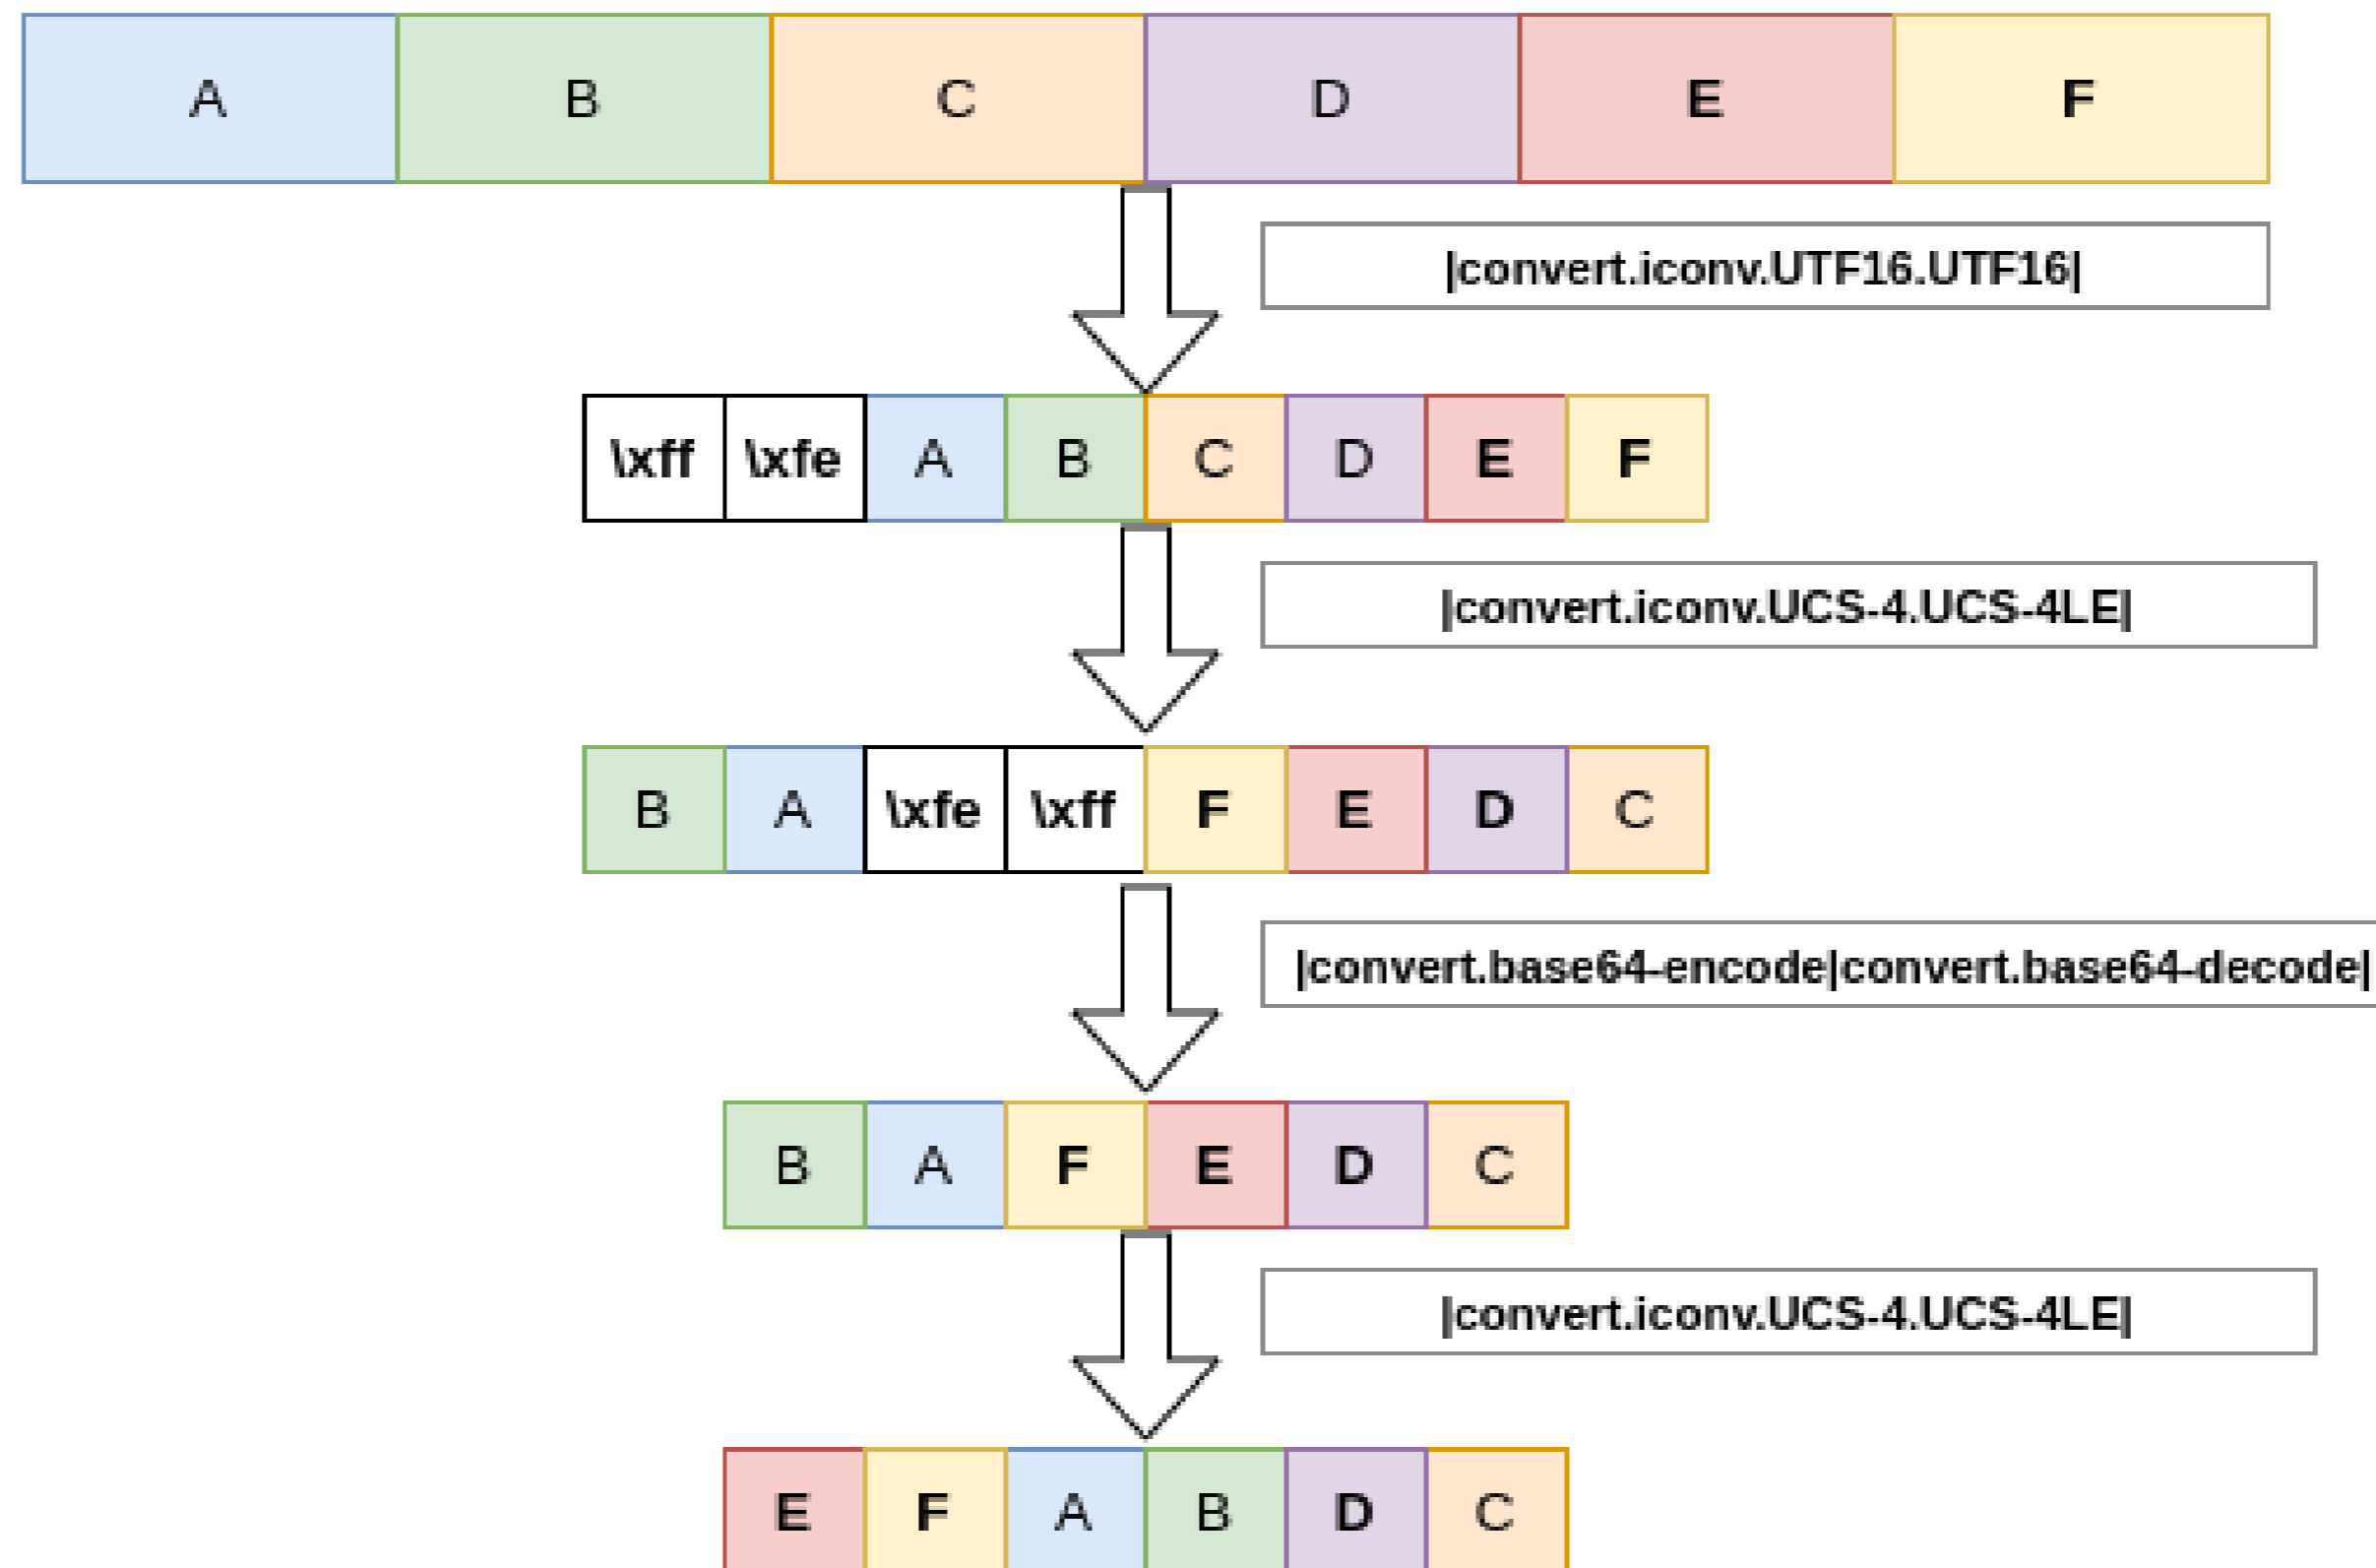 A B C D E F
|convert.iconv.UTF16.UTF16|
\xff \xfe A B C D E F
|convert.iconv.UCS-4.UCS-4LE|
B A \xfe \xff F E D C
|convert.base64-encode|convert.base64-decode|
B A F E D C
|convert.iconv.UCS-4.UCS-4LE|
E F A B D C